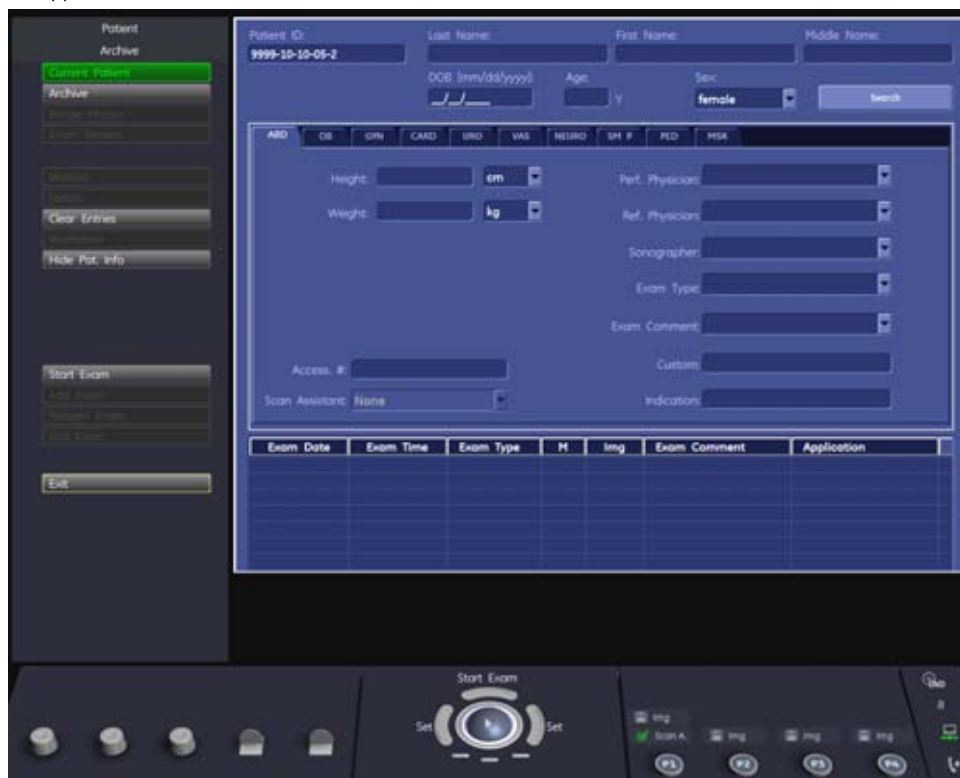 Patient
Archive
Current Patient
Archive
Clear Entries
Hide Pat. Info
Start Exam
Exit
Patient ID:
Last Name:
First Name:
Middle Name:
9999-10-10-05-2
DOB (mm/dd/yyyy):
Age:
Sex:
__/__/____
Y
female
Search
ABD
OB
GYN
CARD
URO
VAS
NEURO
SM P
PED
MSK
Height:
cm
Perf. Physician:
Weight:
kg
Ref. Physician:
Sonographer:
Exam Type:
Exam Comment:
Access. #:
Custom:
Scan Assistant:
None
Indication:
Exam Date
Exam Time
Exam Type
M
Img
Exam Comment
Application
Start Exam
Set
Set
Img
Scan A.
Img
Img
Img
P1
P2
P3
P4